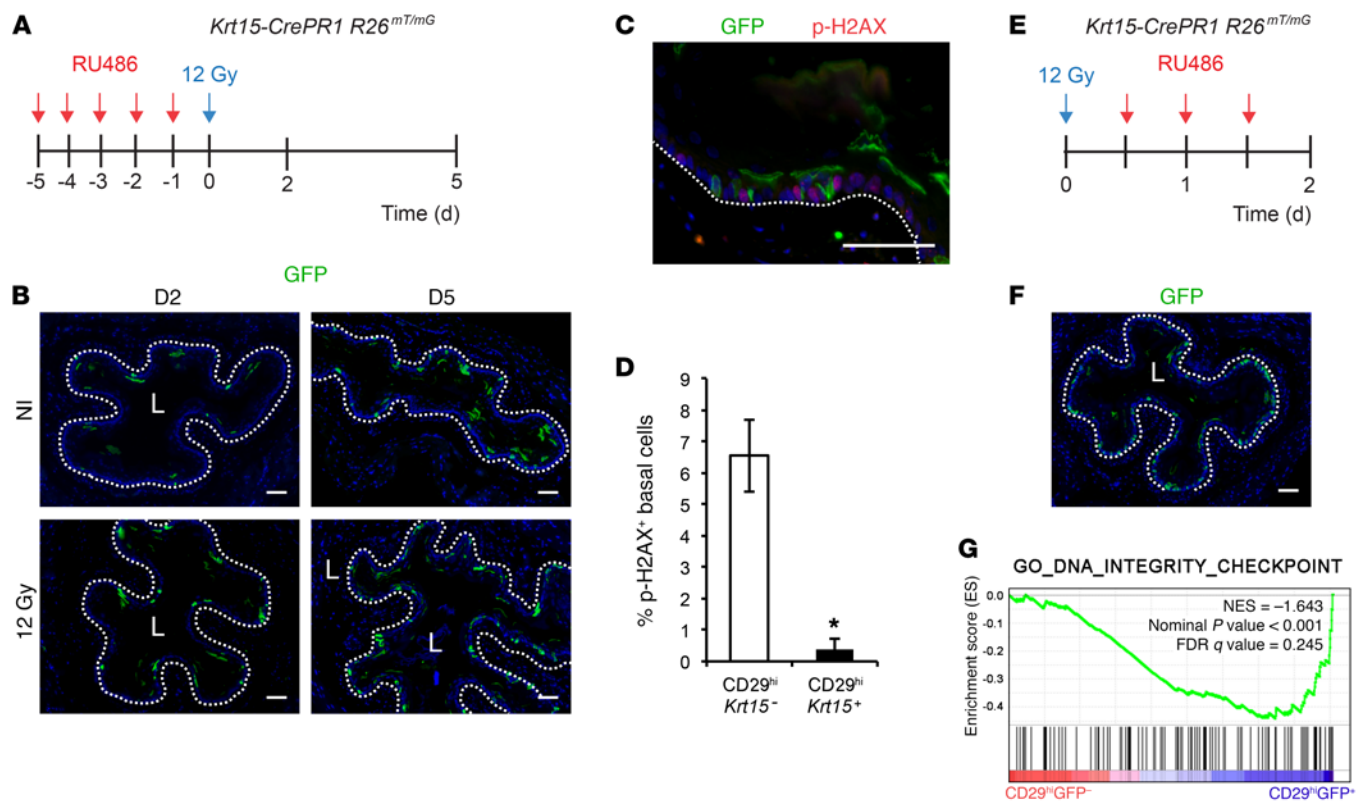 A
Krt15-CrePR1 R26mT/mG
RU486
12 Gy
-5 -4 -3 -2 -1 0 2 5
Time (d)
B
GFP
D2 D5
NI
L
12 Gy
L
L
L
C
GFP p-H2AX
D
% p-H2AX+ basal cells
9
8
7
6
5
4
3
2
1
0
*
CD29hi
Krt15-
CD29hi
Krt15+
E
Krt15-CrePR1 R26mT/mG
12 Gy
RU486
0 1 2
Time (d)
F
GFP
L
G
GO_DNA_INTEGRITY_CHECKPOINT
Enrichment score (ES)
0.0
-0.1
-0.2
-0.3
-0.4
NES = –1.643
Nominal P value < 0.001
FDR q value = 0.245
CD29hiGFP–
CD29hiGFP+